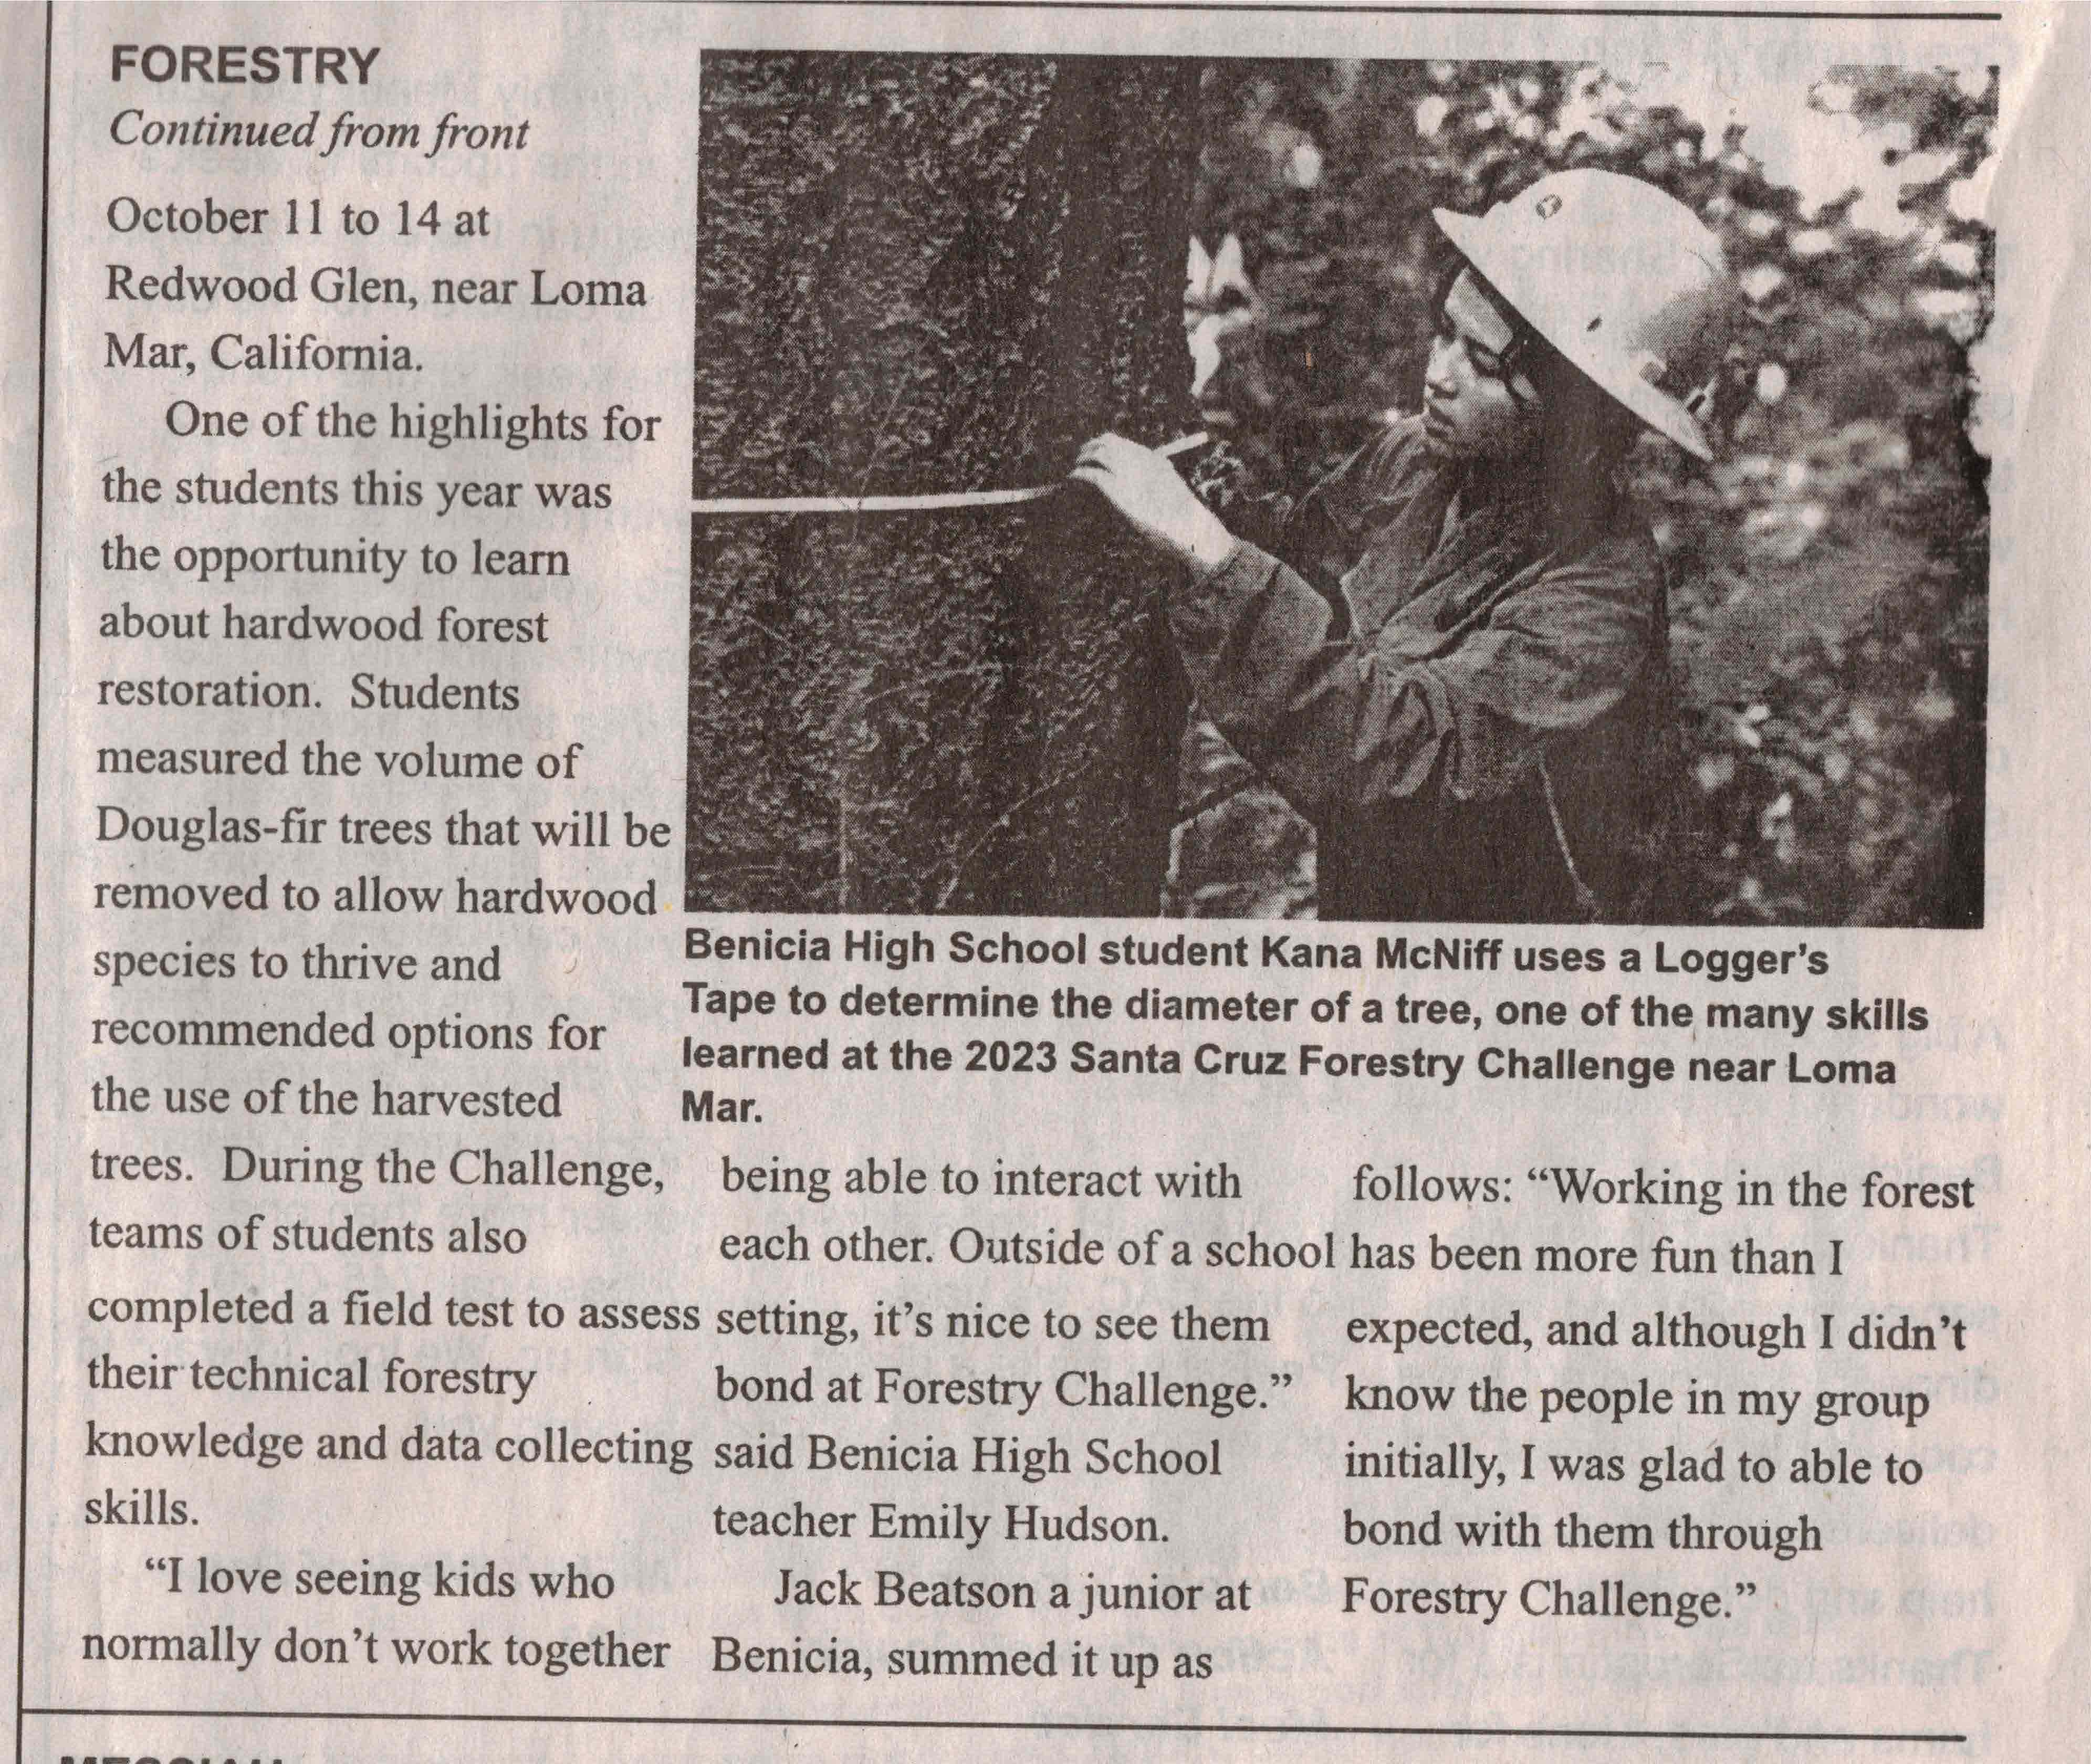 FORESTRY
Continued from front
October 11 to 14 at
Redwood Glen, near Loma
Mar, California.
One of the highlights for
the students this year was
the opportunity to learn
about hardwood forest
restoration.  Students
measured the volume of
Douglas-fir trees that will be
removed to allow hardwood
species to thrive and
recommended options for
the use of the harvested
trees.  During the Challenge,
teams of students also
completed a field test to assess
their technical forestry
knowledge and data collecting
skills.
“I love seeing kids who
normally don’t work together
Benicia High School student Kana McNiff uses a Logger’s
Tape to determine the diameter of a tree, one of the many skills
learned at the 2023 Santa Cruz Forestry Challenge near Loma
Mar.
being able to interact with
each other. Outside of a school
setting, it’s nice to see them
bond at Forestry Challenge.”
said Benicia High School
teacher Emily Hudson.
Jack Beatson a junior at
Benicia, summed it up as
follows: “Working in the forest
has been more fun than I
expected, and although I didn’t
know the people in my group
initially, I was glad to able to
bond with them through
Forestry Challenge.”
MESSIAH